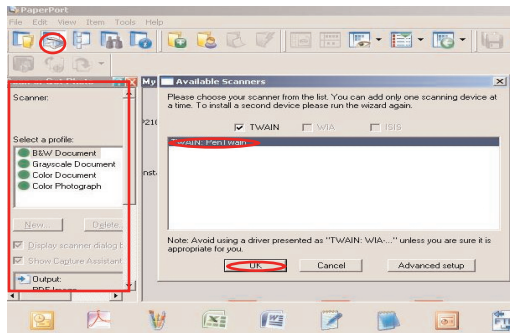 PaperPort
File Edit View Item Tools Help
Get Photo
My
Available Scanners
Scanner:
Please choose your scanner from the list. You can add only one scanning device at
a time. To install a second device please run the wizard again.
TWAIN
WIA
ISIS
TWAIN: PenTwain
Select a profile:
B&W Document
Grayscale Document
Color Document
Color Photograph
New
Delete
Display scanner dialog b
Show Capture Assistant
Output:
Note: Avoid using a driver presented as "TWAIN: WIA-..." unless you are sure it is
appropriate for you.
OK
Cancel
Advanced setup